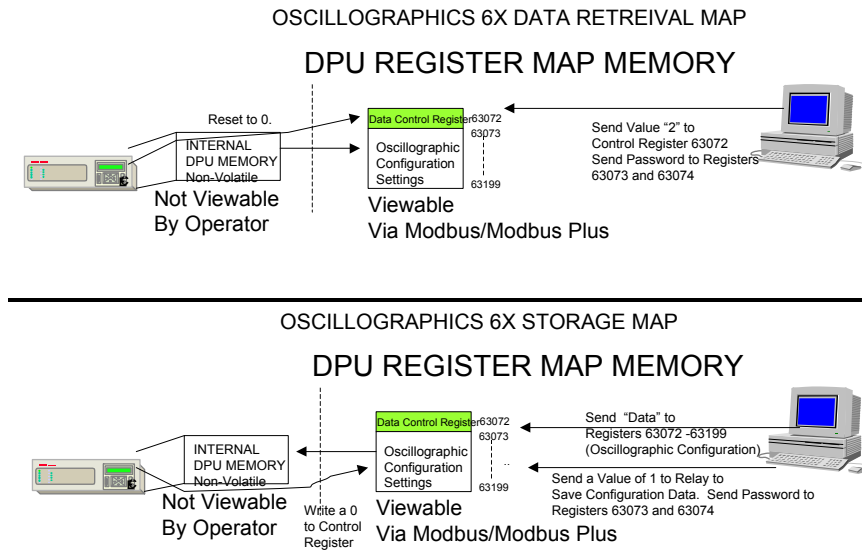 OSCILLOGRAPHICS 6X DATA RETREIVAL MAP
DPU REGISTER MAP MEMORY
Reset to 0.
INTERNAL
DPU MEMORY
Non-Volatile
Not Viewable
By Operator
Data Control Register
63072
63073
Oscillographic
Configuration
Settings
63199
Viewable
Via Modbus/Modbus Plus
Send Value “2” to
Control Register 63072
Send Password to Registers
63073 and 63074
OSCILLOGRAPHICS 6X STORAGE MAP
DPU REGISTER MAP MEMORY
INTERNAL
DPU MEMORY
Non-Volatile
Not Viewable
By Operator
Write a 0
to Control
Register
Data Control Register
63072
63073
Oscillographic
Configuration
Settings
..
63199
Viewable
Via Modbus/Modbus Plus
Send “Data” to
Registers 63072 -63199
(Oscillographic Configuration)
Send a Value of 1 to Relay to
Save Configuration Data. Send Password to
Registers 63073 and 63074